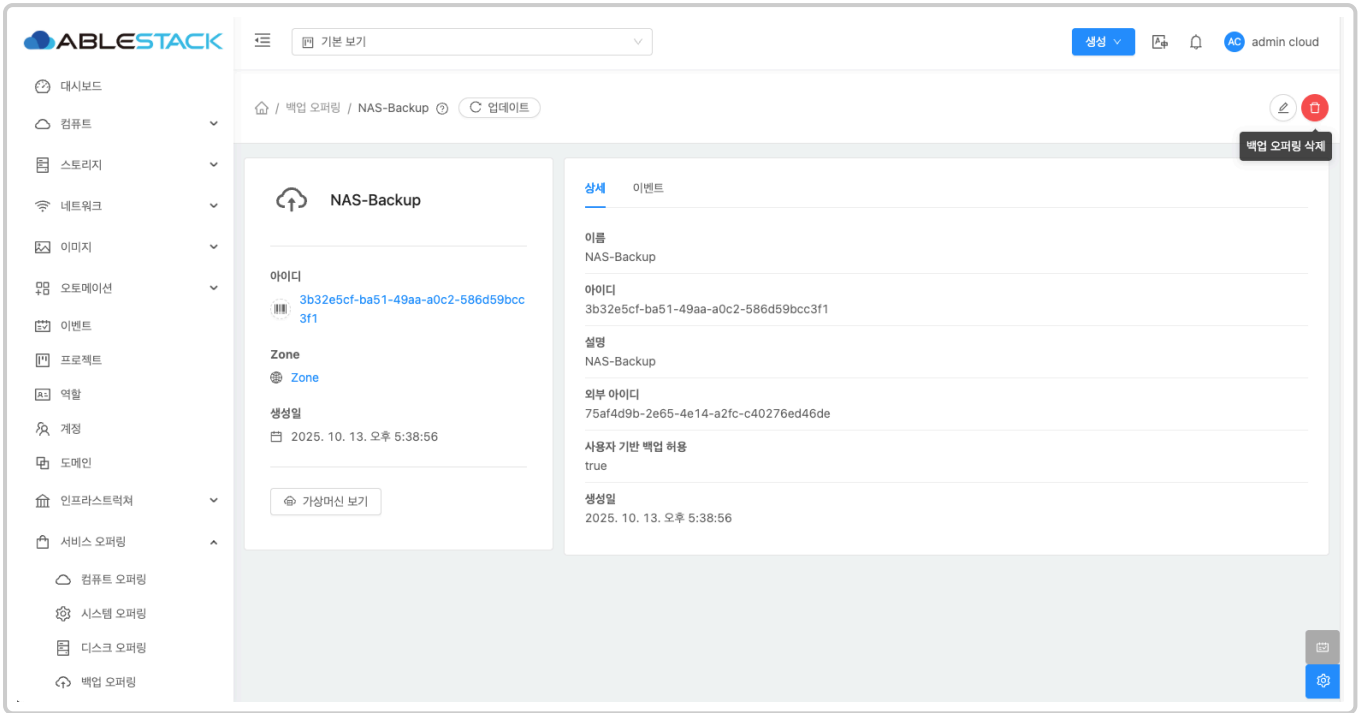 ABLESTACK
기본 보기
생성
AC admin cloud
대시보드
컴퓨트
스토리지
네트워크
이미지
오토메이션
이벤트
프로젝트
역할
계정
도메인
인프라스트럭쳐
서비스 오퍼링
컴퓨트 오퍼링
시스템 오퍼링
디스크 오퍼링
백업 오퍼링
/ 백업 오퍼링 / NAS-Backup 업데이트
백업 오퍼링 삭제
NAS-Backup
아이디
3b32e5cf-ba51-49aa-a0c2-586d59bcc
3f1
Zone
Zone
생성일
2025. 10. 13. 오후 5:38:56
가상머신 보기
상세 이벤트
이름
NAS-Backup
아이디
3b32e5cf-ba51-49aa-a0c2-586d59bcc3f1
설명
NAS-Backup
외부 아이디
75af4d9b-2e65-4e14-a2fc-c40276ed46de
사용자 기반 백업 허용
true
생성일
2025. 10. 13. 오후 5:38:56